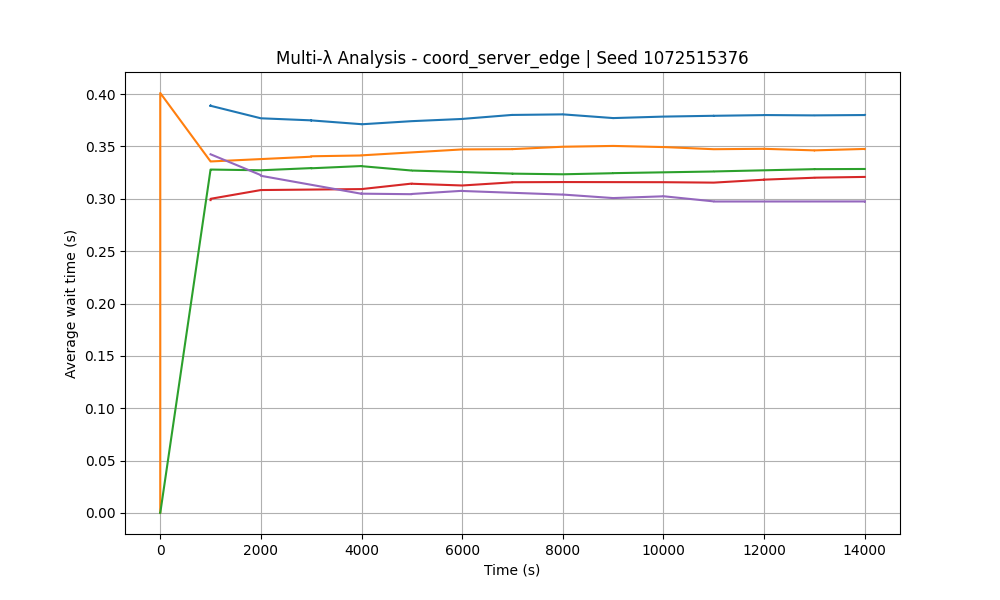 Multi-λ Analysis - coord_server_edge | Seed 1072515376
0.40
0.35
0.30
0.25
0.20
0.15
0.10
0.05
0.00
Average wait time (s)
0 2000 4000 6000 8000 10000 12000 14000
Time (s)